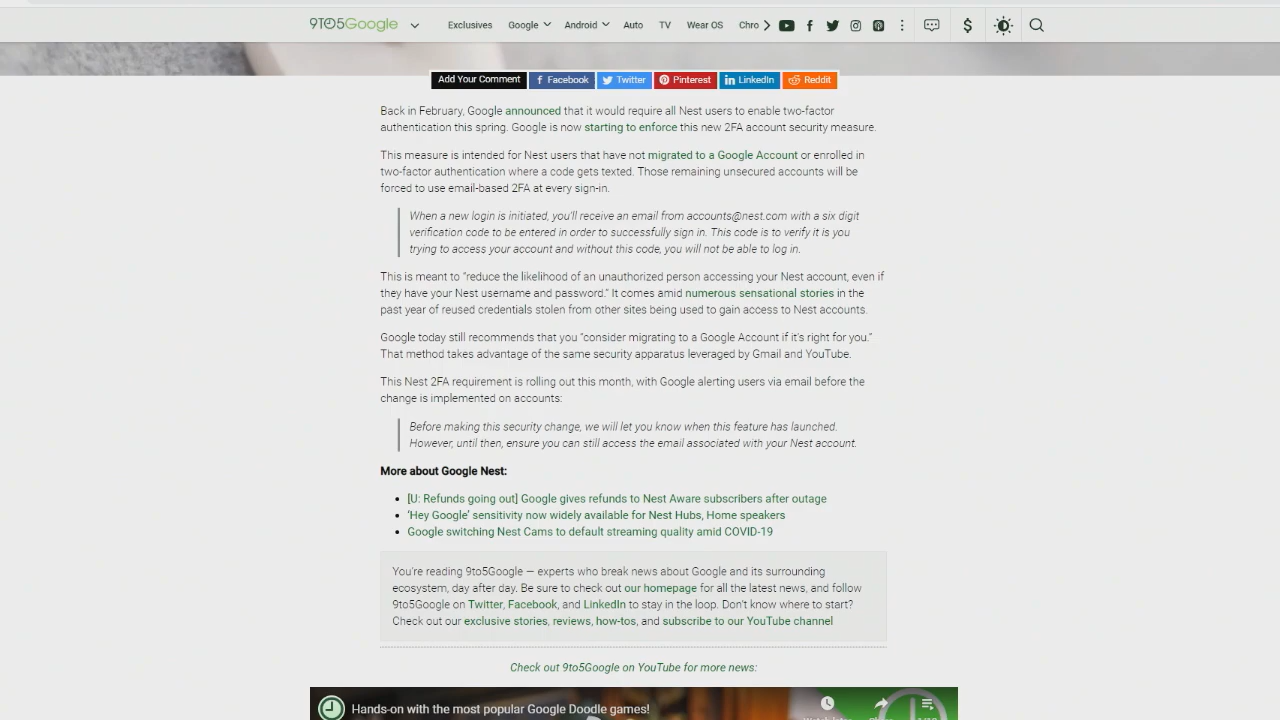 9TO5Google
Exclusives Google Android Auto TV Wear OS Chro
Add Your Comment Facebook Twitter Pinterest LinkedIn Reddit
Back in February, Google announced that it would require all Nest users to enable two-factor
authentication this spring. Google is now starting to enforce this new 2FA account security measure.
This measure is intended for Nest users that have not migrated to a Google Account or enrolled in
two-factor authentication where a code gets texted. Those remaining unsecured accounts will be
forced to use email-based 2FA at every sign-in.
When a new login is initiated, you'll receive an email from accounts@nest.com with a six digit
verification code to be entered in order to successfully sign in. This code is to verify it is you
trying to access your account and without this code, you will not be able to log in.
This is meant to “reduce the likelihood of an unauthorized person accessing your Nest account, even if
they have your Nest username and password.” It comes amid numerous sensational stories in the
past year of reused credentials stolen from other sites being used to gain access to Nest accounts.
Google today still recommends that you “consider migrating to a Google Account if it's right for you.”
That method takes advantage of the same security apparatus leveraged by Gmail and YouTube.
This Nest 2FA requirement is rolling out this month, with Google alerting users via email before the
change is implemented on accounts:
Before making this security change, we will let you know when this feature has launched.
However, until then, ensure you can still access the email associated with your Nest account.
More about Google Nest:
[U: Refunds going out] Google gives refunds to Nest Aware subscribers after outage
‘Hey Google’ sensitivity now widely available for Nest Hubs, Home speakers
Google switching Nest Cams to default streaming quality amid COVID-19
You're reading 9to5Google — experts who break news about Google and its surrounding
ecosystem, day after day. Be sure to check out our homepage for all the latest news, and follow
9to5Google on Twitter, Facebook, and LinkedIn to stay in the loop. Don't know where to start?
Check out our exclusive stories, reviews, how-tos, and subscribe to our YouTube channel
Check out 9to5Google on YouTube for more news:
Hands-on with the most popular Google Doodle games!